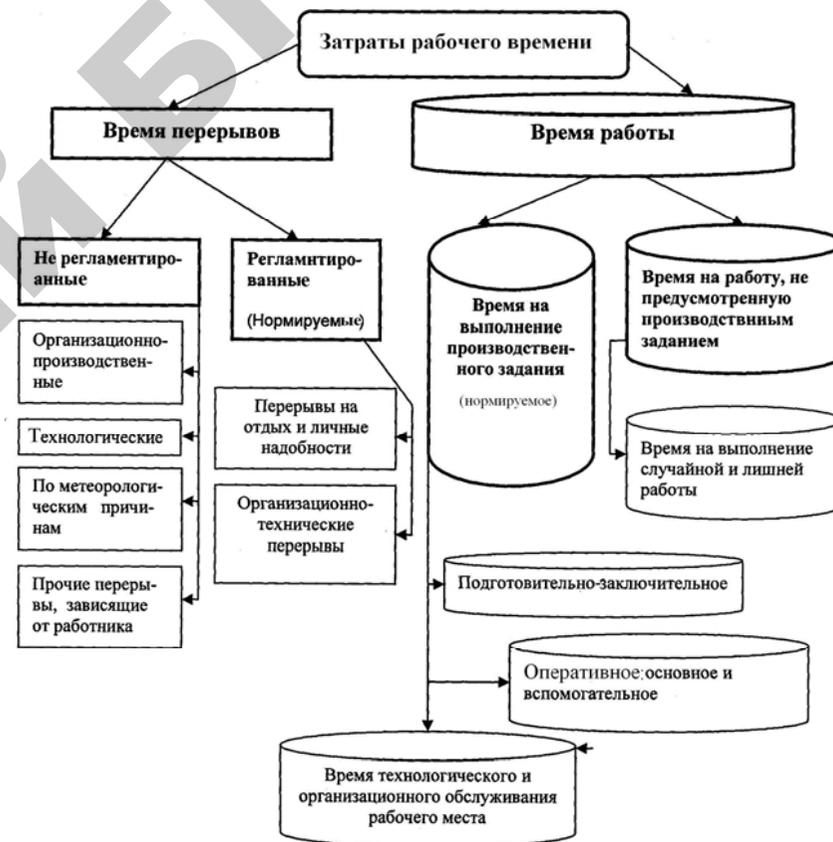 Затраты рабочего времени
Время перерывов
Время работы
Не регламентиро-
анные
Регламнтиро-
ванные
(Нормируемые)
Время на
выполнение
производствен-
ного задания
(нормируемое)
Время на работу, не
предусмотренную
производствнным
заданием
Организационно-
производствен-
ные
Технологические
По метеорологи-
ическим причи-
нам
Прочие переры-
вы, зависящие
от работника
Перерывы на
отдых и личные
надобности
Организационно-
технические
перерывы
Время на выполнение
случайной и лишней
работы
Подготовительно-заключительное
Оперативное:основное и
вспомогательное
Время технологического и
организационного обслуживания
рабочего места